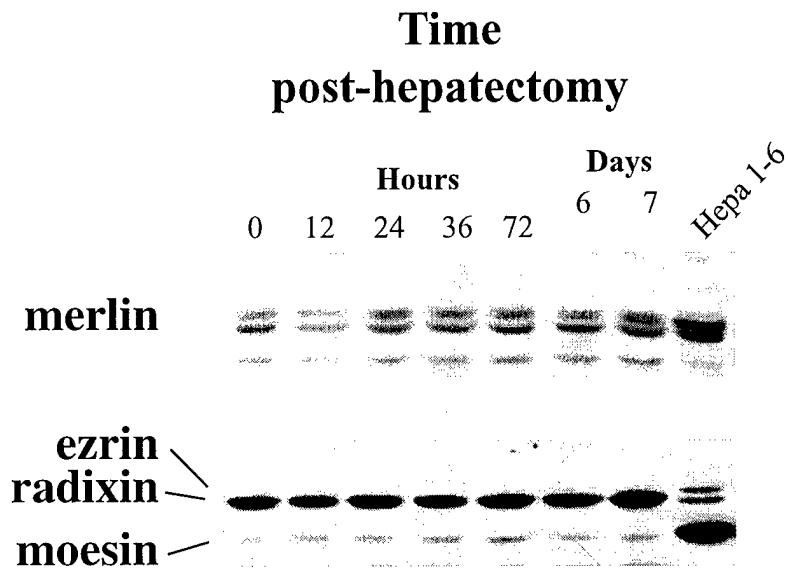 Time
post-hepatectomy
Hours
Days
0 12 24 36 72 6 7 Hepa 1-6
merlin
ezrin
radixin
moesin